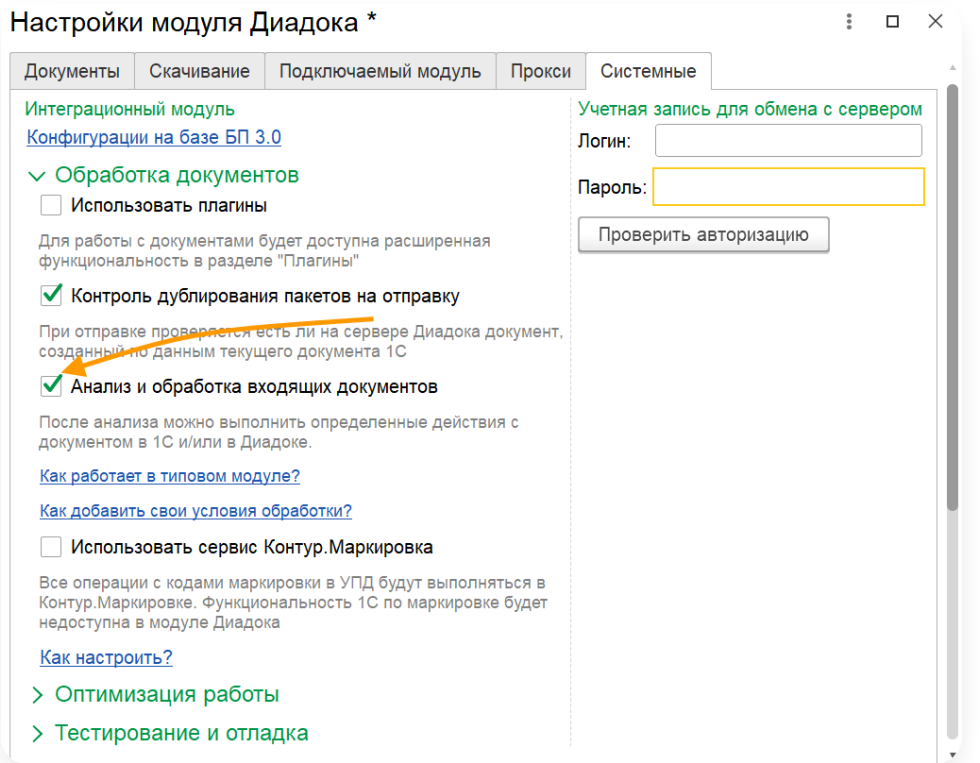 Настройки модуля Диадока *
Документы
Скачивание
Подключаемый модуль
Прокси
Системные
Интеграционный модуль
Конфигурации на базе БП 3.0
Обработка документов
Использовать плагины
Для работы с документами будет доступна расширенная
функциональность в разделе "Плагины"
Контроль дублирования пакетов на отправку
При отправке проверяется есть ли на сервере Диадока документ,
созданный по данным текущего документа 1С
Анализ и обработка входящих документов
После анализа можно выполнить определенные действия с
документом в 1С и/или в Диадоке.
Как работает в типовом модуле?
Как добавить свои условия обработки?
Использовать сервис Контур.Маркировка
Все операции с кодами маркировки в УПД будут выполняться в
Контур.Маркировке. Функциональность 1С по маркировке будет
недоступна в модуле Диадока
Как настроить?
Оптимизация работы
Тестирование и отладка
Учетная запись для обмена с сервером
Логин:
Пароль:
Проверить авторизацию